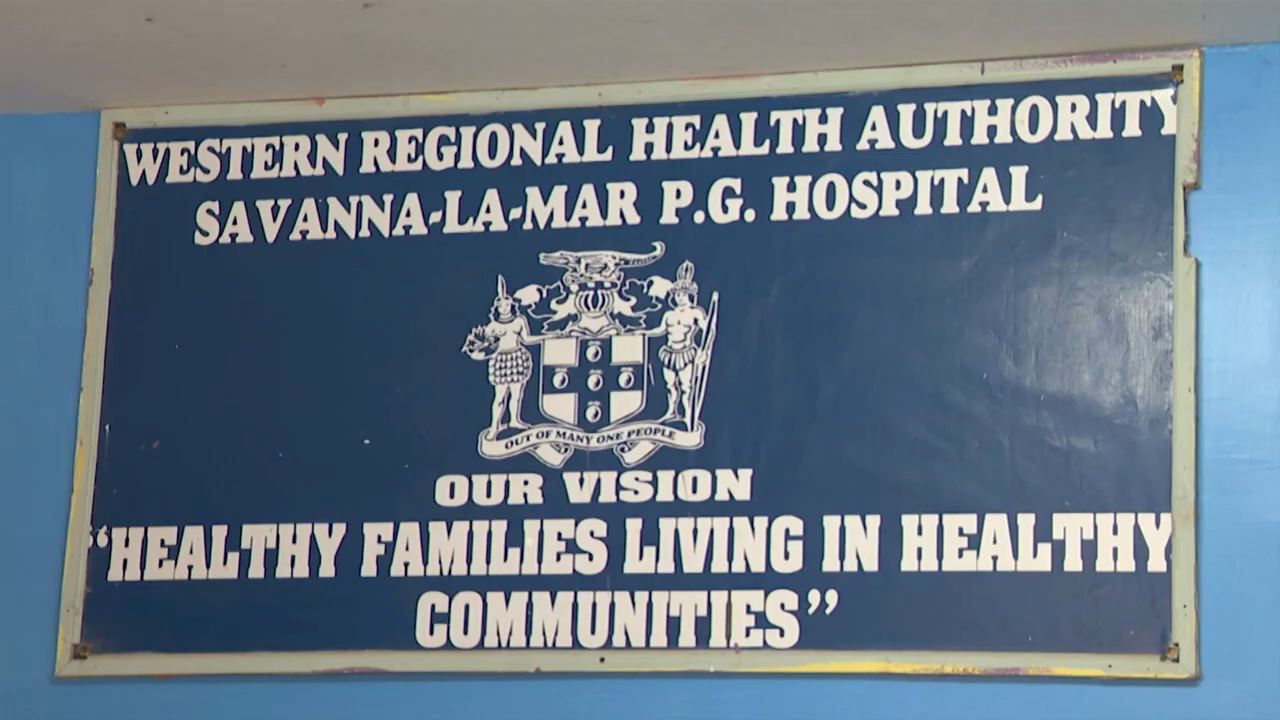 WESTERN REGIONAL HEALTH AUTHORITY
SAVANNA-LA-MAR P.G. HOSPITAL
OUT OF MANY ONE PEOPLE
OUR VISION
“HEALTHY FAMILIES LIVING IN HEALTHY
COMMUNITIES”